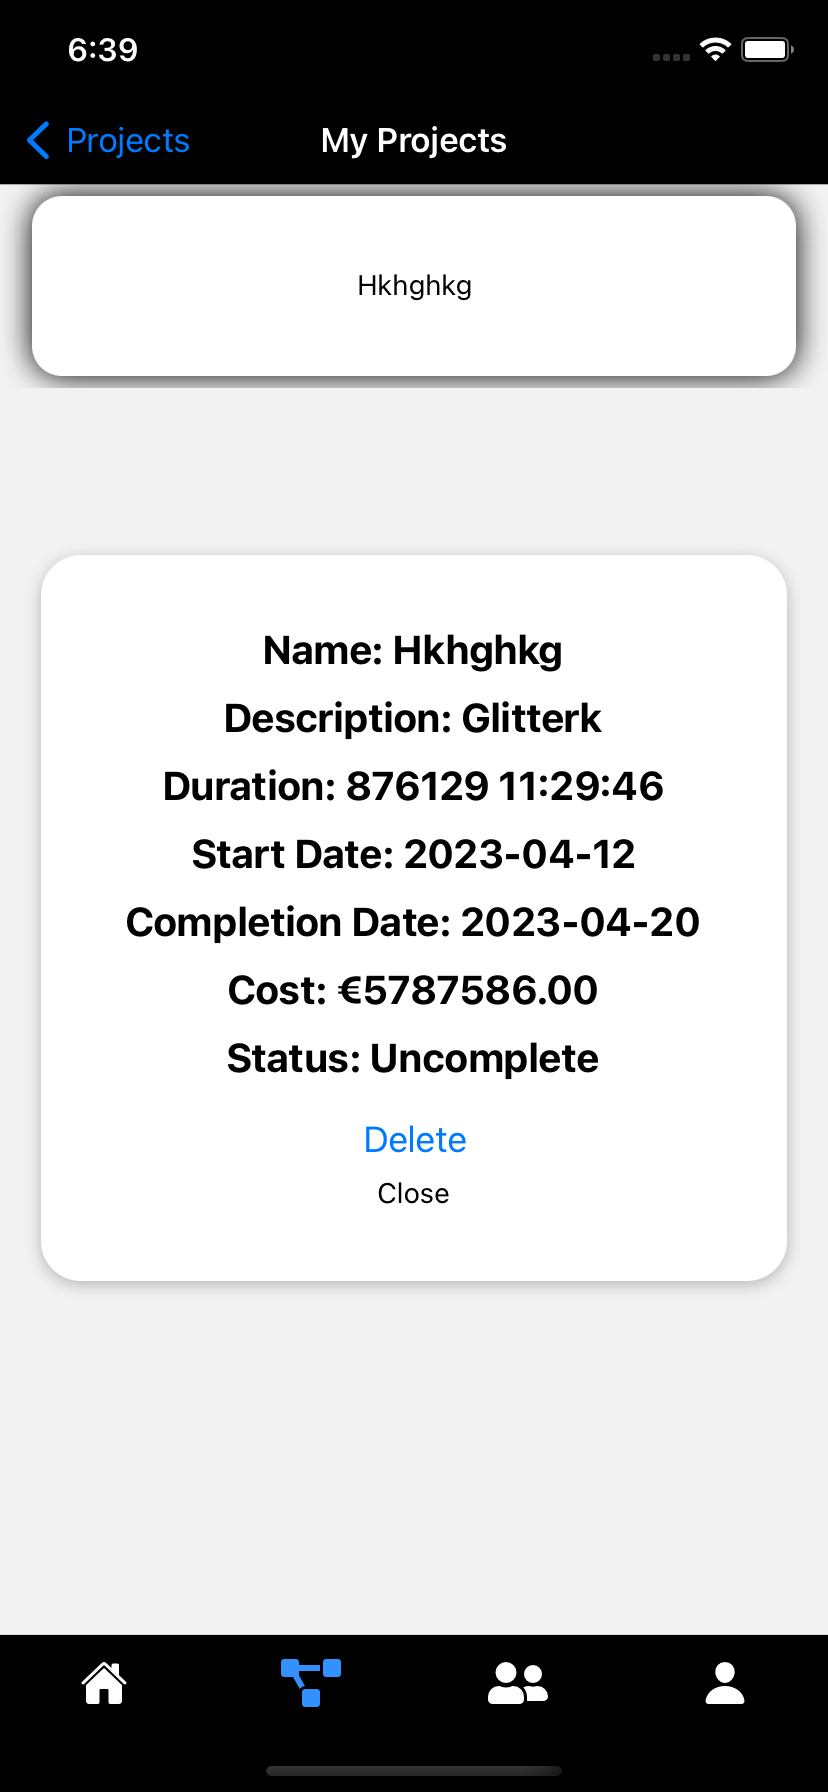 6:39
Projects
My Projects
Hkhghkg
Name: Hkhghkg
Description: Glitterk
Duration: 876129 11:29:46
Start Date: 2023-04-12
Completion Date: 2023-04-20
Cost: €5787586.00
Status: Uncomplete
Delete
Close